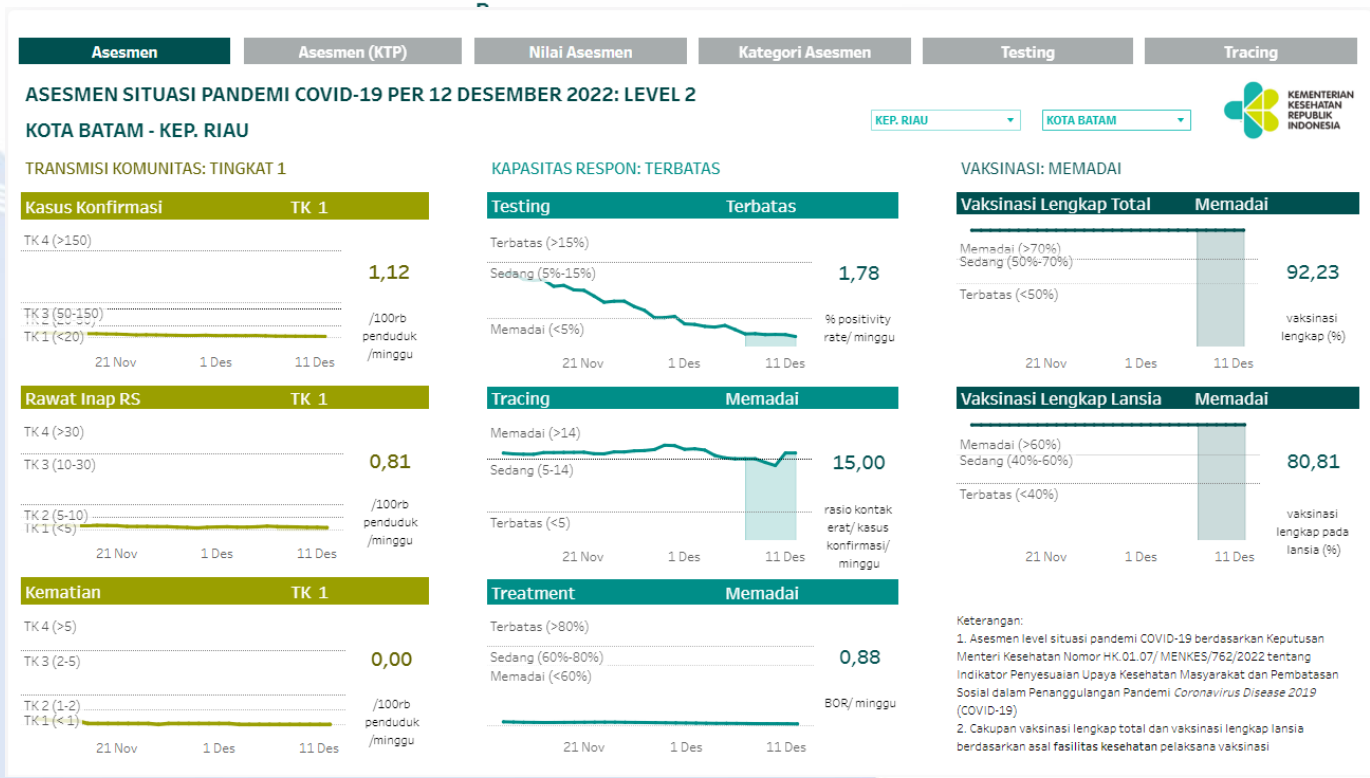 Asesmen
Asesmen (KTP)
Nilai Asesmen
Kategori Asesmen
Testing
Tracing
ASESMEN SITUASI PANDEMI COVID-19 PER 12 DESEMBER 2022: LEVEL 2
KOTA BATAM - KEP. RIAU
KEP. RIAU
KOTA BATAM
KEMENTERIAN
KESEHATAN
REPUBLIK
INDONESIA
TRANSMISI KOMUNITAS: TINGKAT 1
Kasus Konfirmasi TK 1
TK 4 (>150)
TK 3 (50-150)
TK 1 (<20)
1,12
/100rb
penduduk
/minggu
21 Nov 1 Des 11 Des
Rawat Inap RS TK 1
TK 4 (>30)
TK 3 (10-30)
TK 2 (5-10)
TK 1 (<5)
0,81
/100rb
penduduk
/minggu
21 Nov 1 Des 11 Des
Kematian TK 1
TK 4 (>5)
TK 3 (2-5)
TK 2 (1-2)
TK 1 (<1)
0,00
/100rb
penduduk
/minggu
21 Nov 1 Des 11 Des
KAPASITAS RESPON: TERBATAS
Testing Terbatas
Terbatas (>15%)
Sedang (5%-15%)
Memadai (<5%)
1,78
% positivity
rate/ minggu
21 Nov 1 Des 11 Des
Tracing Memadai
Memadai (>14)
Sedang (5-14)
Terbatas (<5)
15,00
rasio kontak
erat/ kasus
konfirmasi/
minggu
21 Nov 1 Des 11 Des
Treatment Memadai
Terbatas (>80%)
Sedang (60%-80%)
Memadai (<60%)
0,88
BOR/ minggu
21 Nov 1 Des 11 Des
VAKSINASI: MEMADAI
Vaksinasi Lengkap Total Memadai
Memadai (>70%)
Sedang (50%-70%)
Terbatas (<50%)
92,23
vaksinasi
lengkap (%)
21 Nov 1 Des 11 Des
Vaksinasi Lengkap Lansia Memadai
Memadai (>60%)
Sedang (40%-60%)
Terbatas (<40%)
80,81
vaksinasi
lengkap pada
lansia (%)
21 Nov 1 Des 11 Des
Keterangan:
1. Asesmen level situasi pandemi COVID-19 berdasarkan Keputusan
Menteri Kesehatan Nomor HK.01.07/ MENKES/762/2022 tentang
Indikator Penyesuaian Upaya Kesehatan Masyarakat dan Pembatasan
Sosial dalam Penanggulangan Pandemi Coronavirus Disease 2019
(COVID-19)
2. Cakupan vaksinasi lengkap total dan vaksinasi lengkap lansia
berdasarkan asal fasilitas kesehatan pelaksana vaksinasi